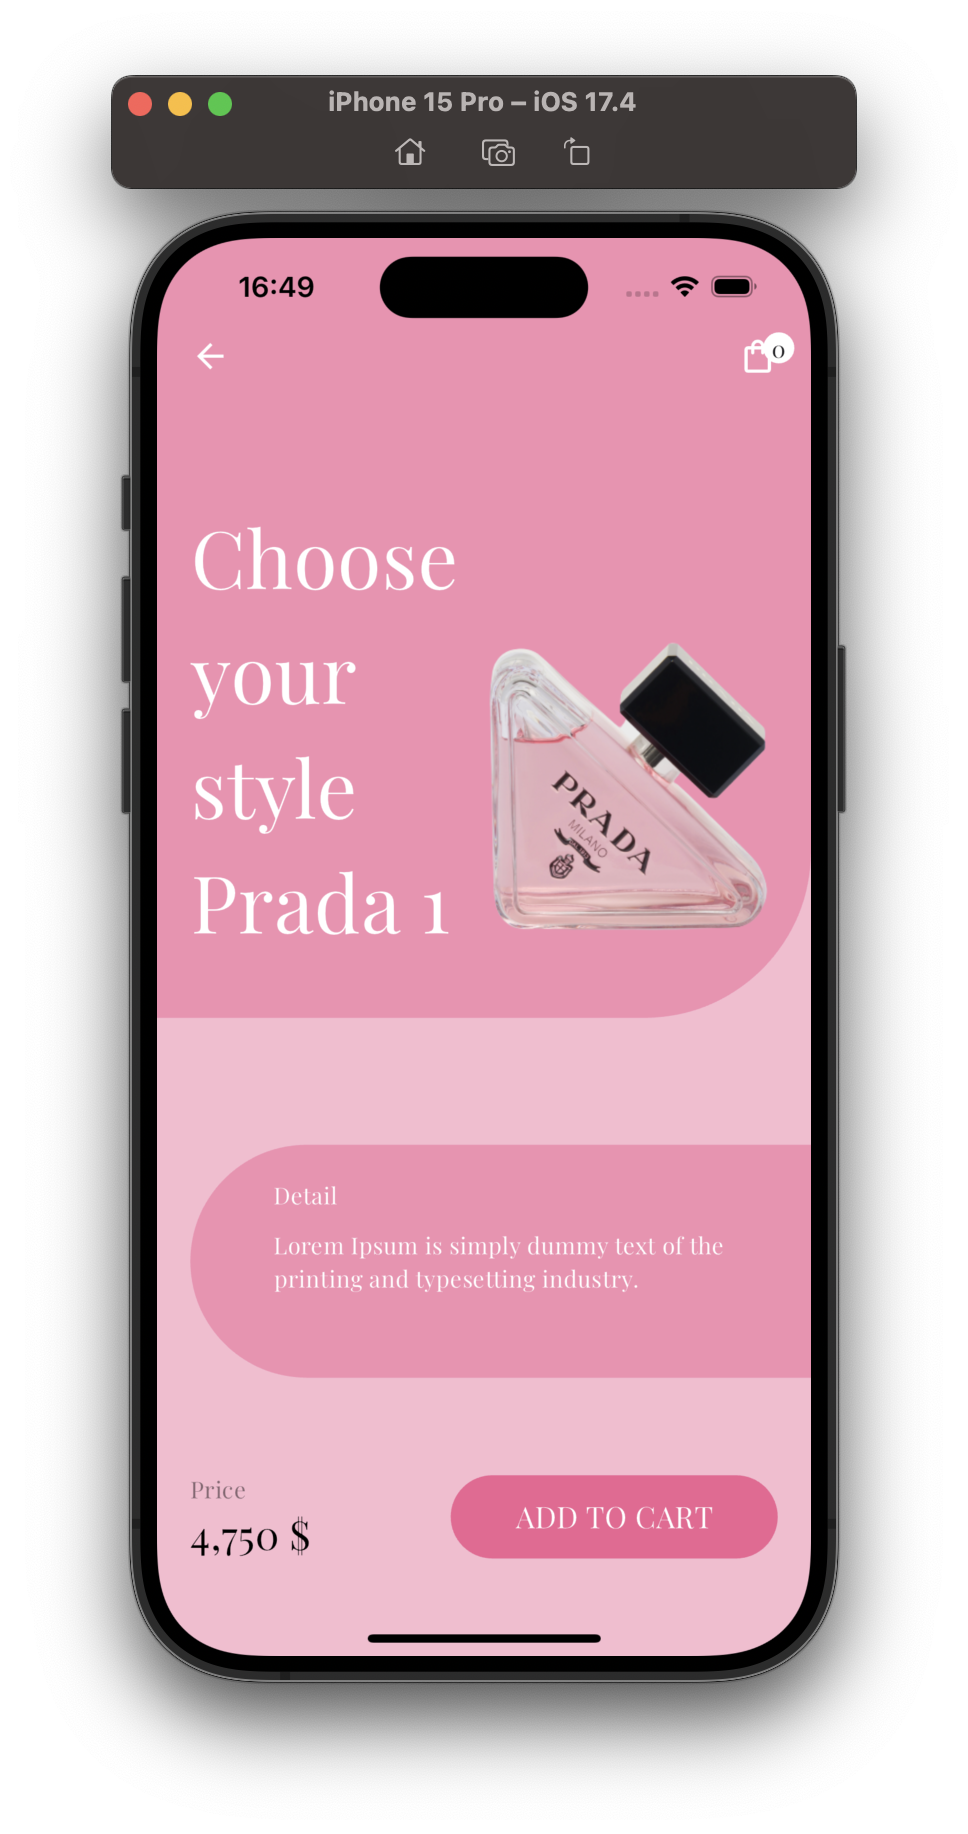 iPhone 15 Pro – iOS 17.4
16:49
0
Choose
your
style
Prada 1
PRADA
MILANO
Detail
Lorem Ipsum is simply dummy text of the
printing and typesetting industry.
Price
4,750 $
ADD TO CART